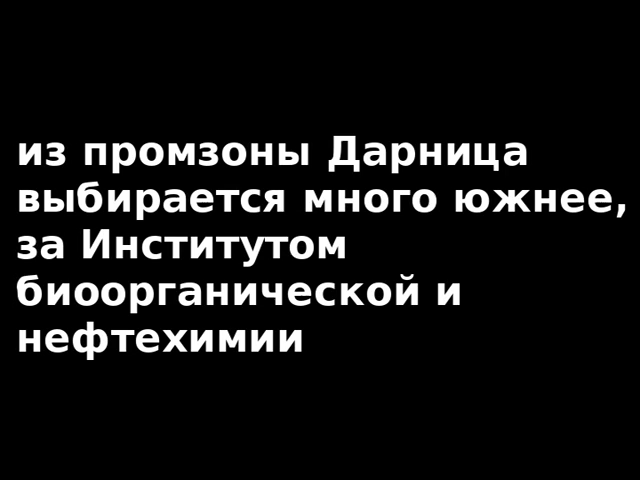 из промзоны Дарница
выбирается много южнее,
за Институтом
биоорганической и
нефтехимии